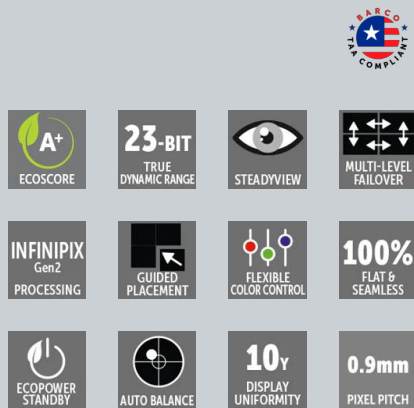 BARCO
TAA COMPLIANT
A+
ECOSCORE
23-BIT
TRUE
DYNAMIC RANGE
STEADYVIEW
MULTI-LEVEL
FAILOVER
INFINIPIX
Gen2
PROCESSING
GUIDED
PLACEMENT
FLEXIBLE
COLOR CONTROL
100%
FLAT &
SEAMLESS
ECOPOWER
STANDBY
AUTO BALANCE
10Y
DISPLAY
UNIFORMITY
0.9mm
PIXEL PITCH